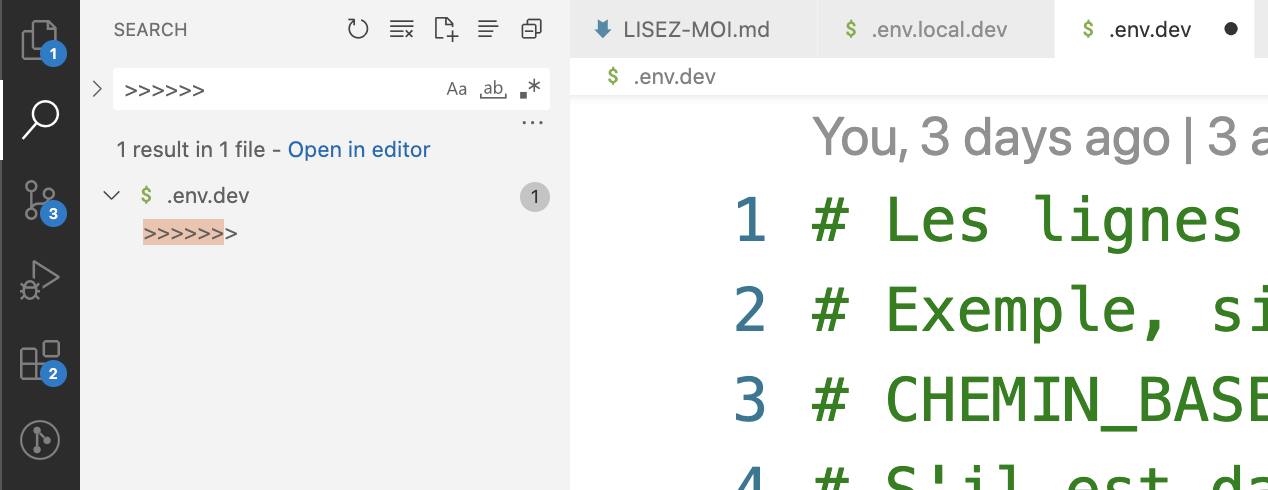 1
3
2
SEARCH
>>>>>> Aa ab .*
...
1 result in 1 file - Open in editor
$ .env.dev 1
>>>>>>>
LISEZ-MOI.md $ .env.local.dev $ .env.dev
$ .env.dev
You, 3 days ago | 3 a
1 # Les lignes
2 # Exemple, si
3 # CHEMIN_BASE
4 # S'il est da